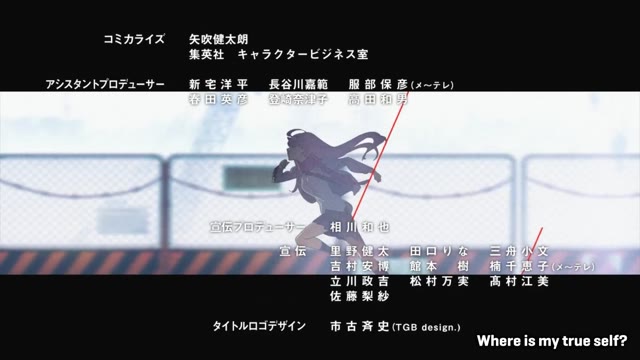 コミカライズ 矢吹健太朗
集英社 キャラクタービジネス室
アシスタントプロデューサー 新宅洋平 長谷川嘉範 服部保彦(メ〜テレ)
春田英彦 登崎奈津子 高田和男
宣伝プロデューサー 相川和也
宣伝 里野健太 田口りな 三舟小文
吉村安博 館本樹 楠千恵子(メ〜テレ)
立川政吉 松村万実 髙村江美
佐藤梨紗
タイトルロゴデザイン 市古斉史(TGB design.)
Where is my true self?